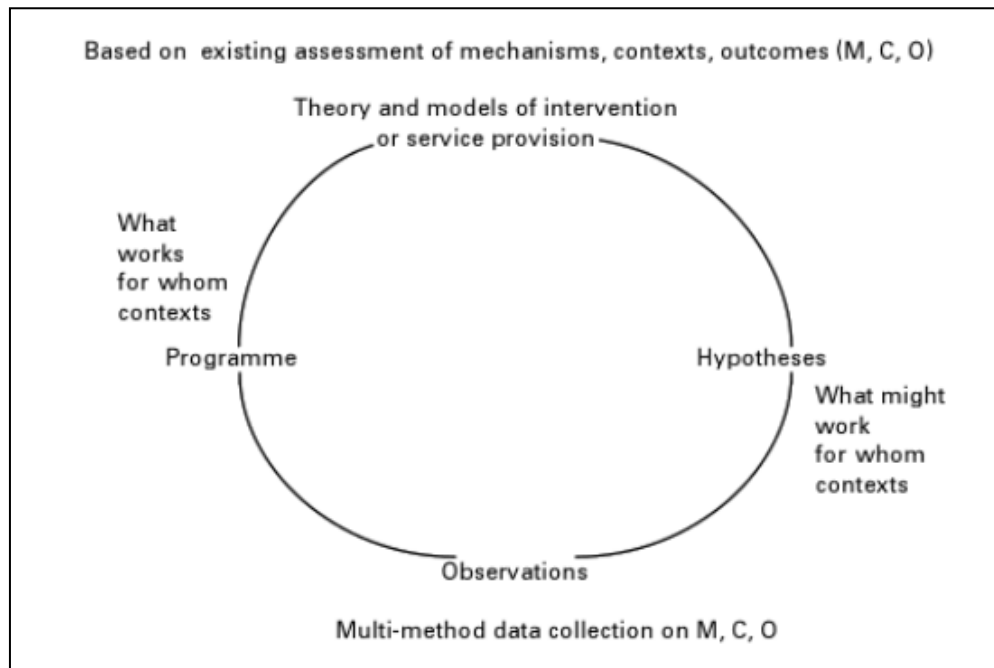 Based on existing assessment of mechanisms, contexts, outcomes (M, C, O)
Theory and models of intervention
or service provision
What
works
for whom
contexts
Programme
Hypotheses
What might
work
for whom
contexts
Observations
Multi-method data collection on M, C, O